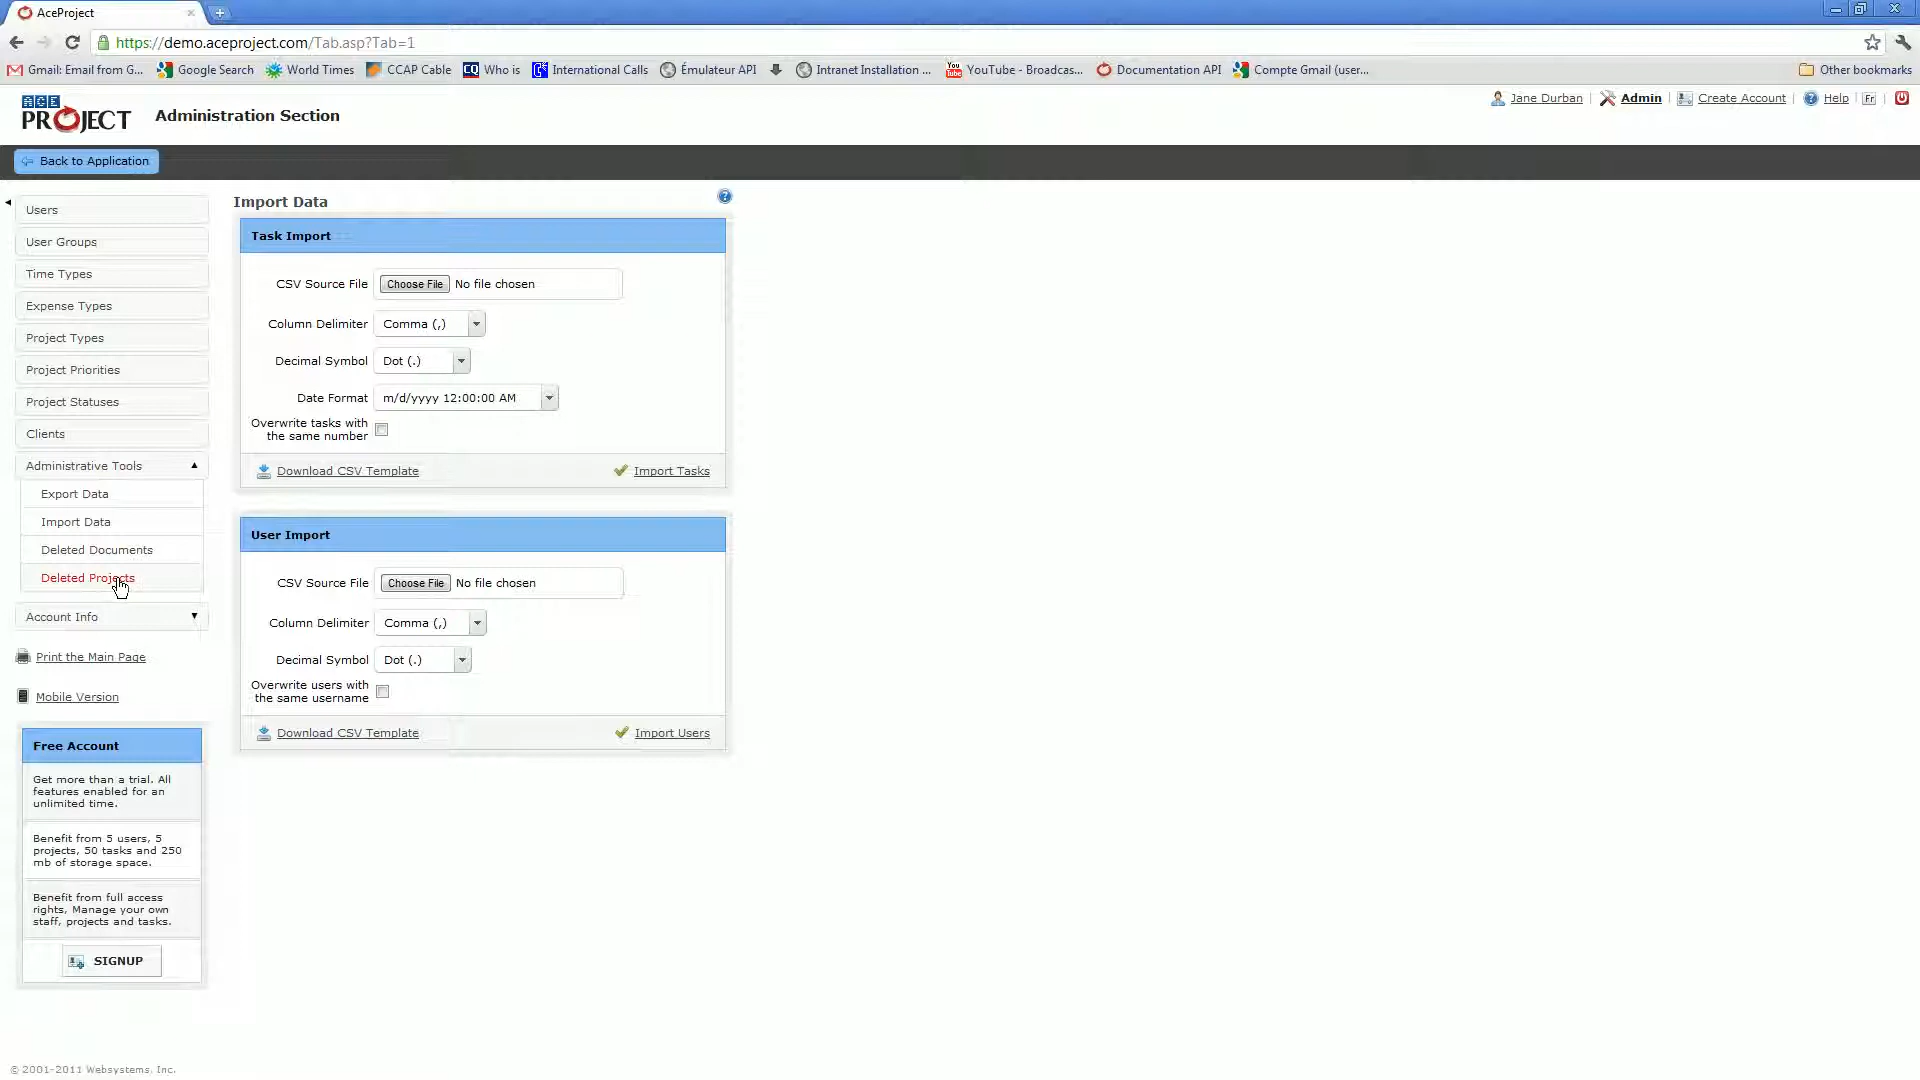 AceProject
https://demo.aceproject.com/Tab.asp?Tab=1
Gmail: Email from G...
Google Search
World Times
CCAP Cable
CQ Who is
International Calls
Émulateur API
Intranet Installation ...
You Tube YouTube - Broadcas...
Documentation API
Compte Gmail (user...
Other bookmarks
ACE PROJECT
Administration Section
Jane Durban
Admin
Create Account
Help
Fr
Back to Application
Users
User Groups
Time Types
Expense Types
Project Types
Project Priorities
Project Statuses
Clients
Administrative Tools
Export Data
Import Data
Deleted Documents
Deleted Projects
Account Info
Print the Main Page
Mobile Version
Free Account
Get more than a trial. All
features enabled for an
unlimited time.
Benefit from 5 users, 5
projects, 50 tasks and 250
mb of storage space.
Benefit from full access
rights, Manage your own
staff, projects and tasks.
SIGNUP
Import Data
?
Task Import
CSV Source File Choose File No file chosen
Column Delimiter Comma (,)
Decimal Symbol Dot (.)
Date Format m/d/yyyy 12:00:00 AM
Overwrite tasks with
the same number
Download CSV Template
Import Tasks
User Import
CSV Source File Choose File No file chosen
Column Delimiter Comma (,)
Decimal Symbol Dot (.)
Overwrite users with
the same username
Download CSV Template
Import Users
© 2001-2011 Websystems, Inc.